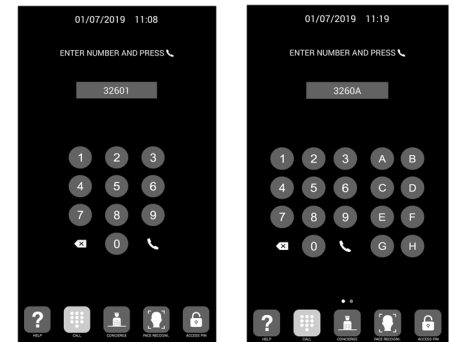 01/07/2019 11:08
ENTER NUMBER AND PRESS
32601
1 2 3
4 5 6
7 8 9
0
HELP CALL CONCIERGE FACE RECOGNI.. ACCESS PIN
01/07/2019 11:19
ENTER NUMBER AND PRESS
3260A
1 2 3 A B
4 5 6 C D
7 8 9 E F
0 G H
HELP CALL CONCIERGE FACE RECOGNI.. ACCESS PIN